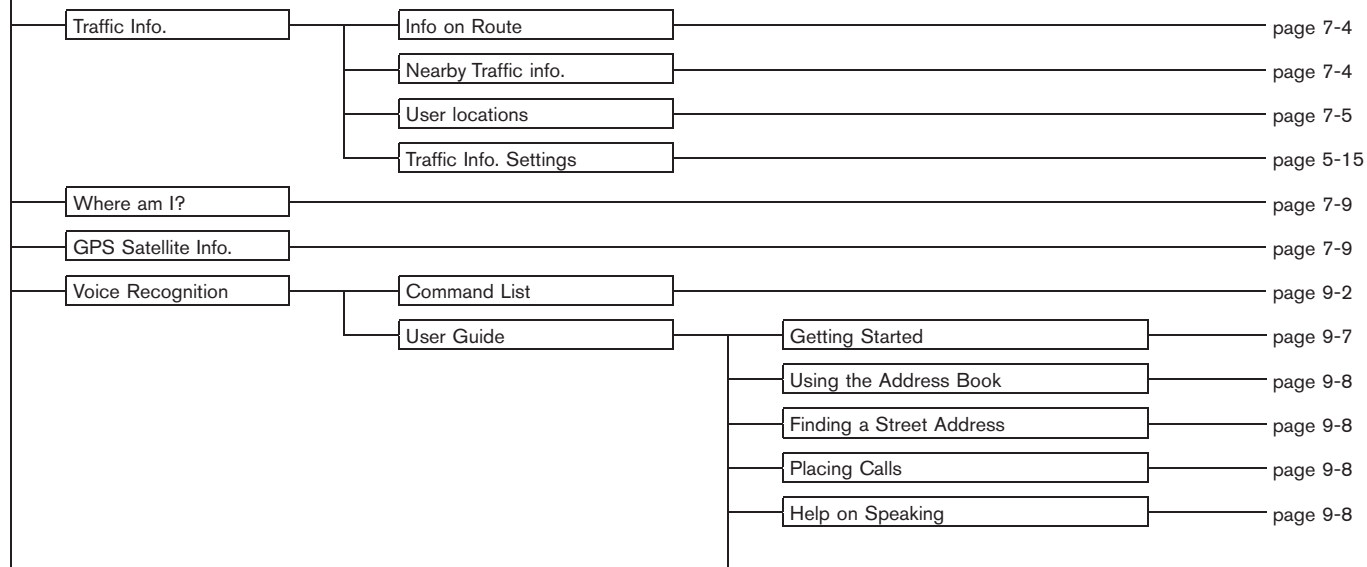 Traffic Info. Info on Route page 7-4
Nearby Traffic info. page 7-4
User locations page 7-5
Traffic Info. Settings page 5-15
Where am I? page 7-9
GPS Satellite Info. page 7-9
Voice Recognition Command List page 9-2
User Guide Getting Started page 9-7
Using the Address Book page 9-8
Finding a Street Address page 9-8
Placing Calls page 9-8
Help on Speaking page 9-8